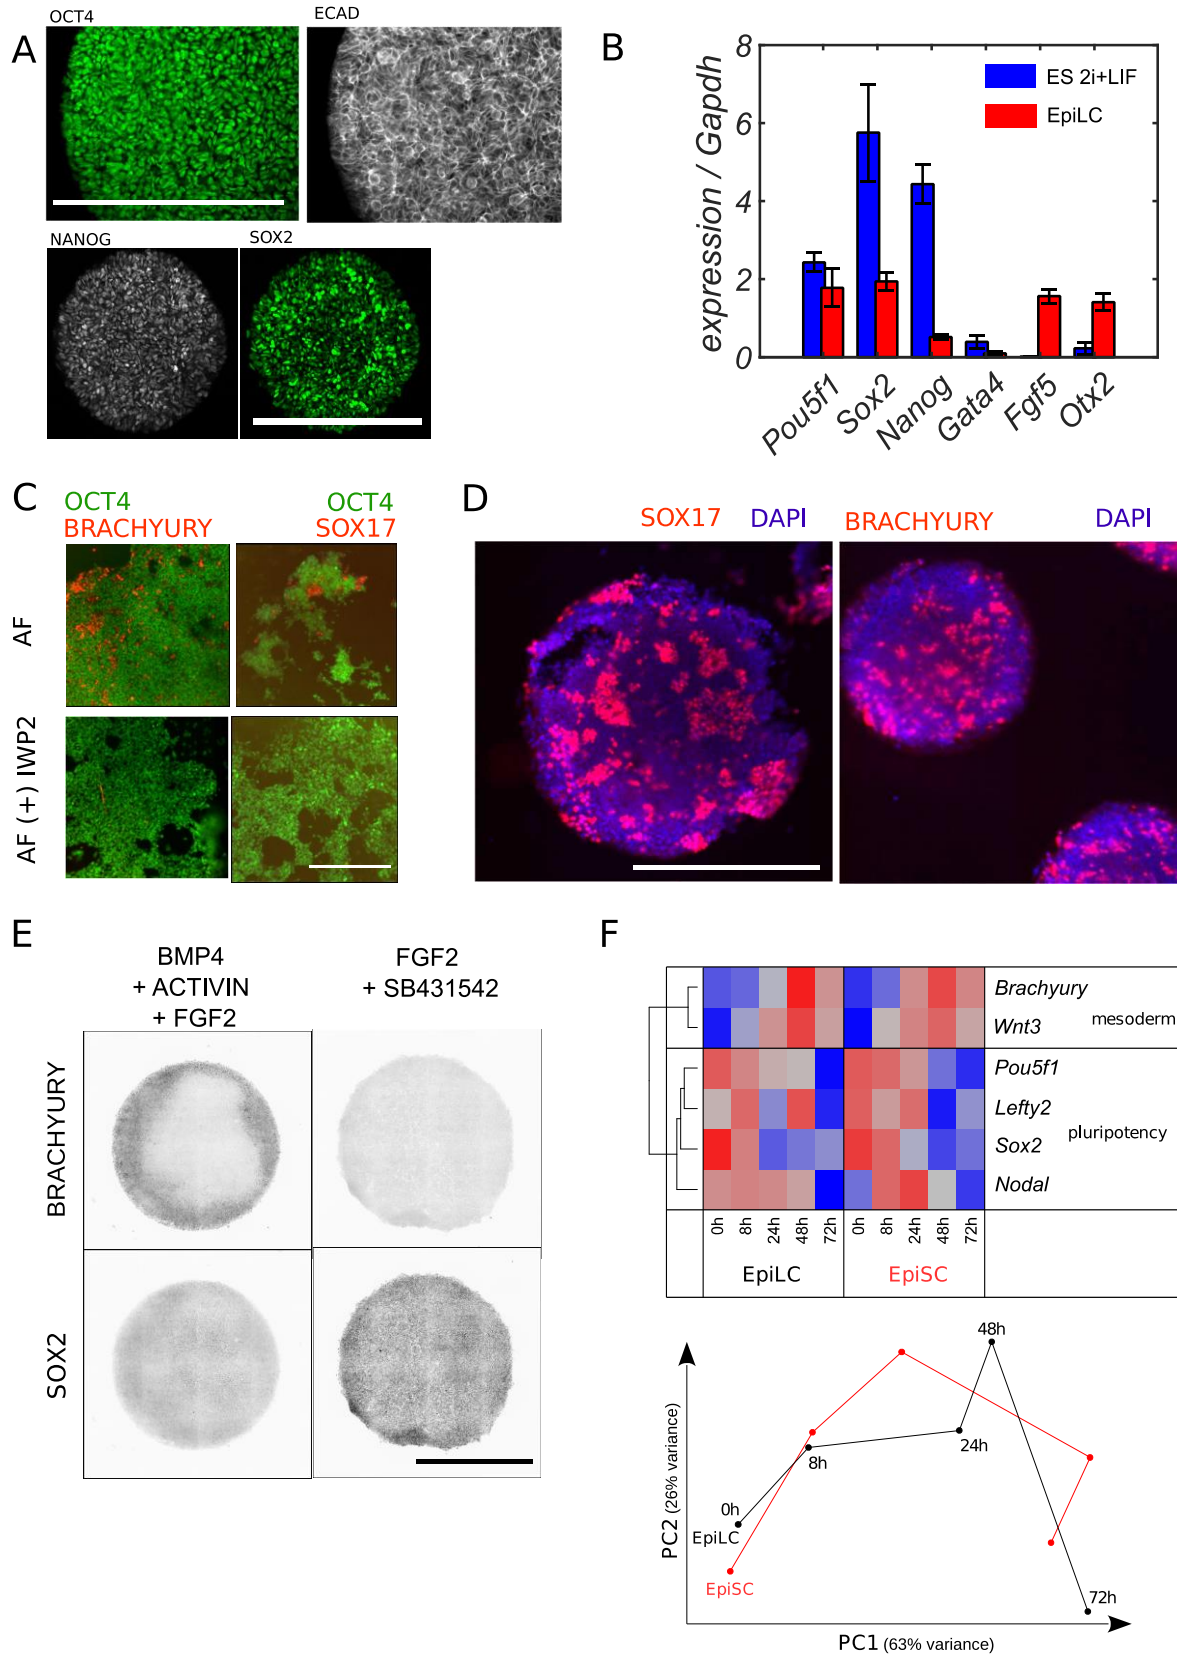 A
OCT4
ECAD
NANOG
SOX2
B
expression / Gapdh
8
6
4
2
0
ES 2i+LIF
EpiLC
Pou5f1
Sox2
Nanog
Gata4
Fgf5
Otx2
C
OCT4
BRACHYURY
OCT4
SOX17
AF
AF (+) IWP2
D
SOX17 DAPI
BRACHYURY DAPI
E
BMP4
+ ACTIVIN
+ FGF2
FGF2
+ SB431542
BRACHYURY
SOX2
F
Brachyury
Wnt3
mesoderm
Pou5f1
Lefty2
Sox2
Nodal
pluripotency
0h 8h 24h 48h 72h 0h 8h 24h 48h 72h
EpiLC EpiSC
PC2 (26% variance)
48h
24h
8h
0h
EpiLC
EpiSC
72h
PC1 (63% variance)